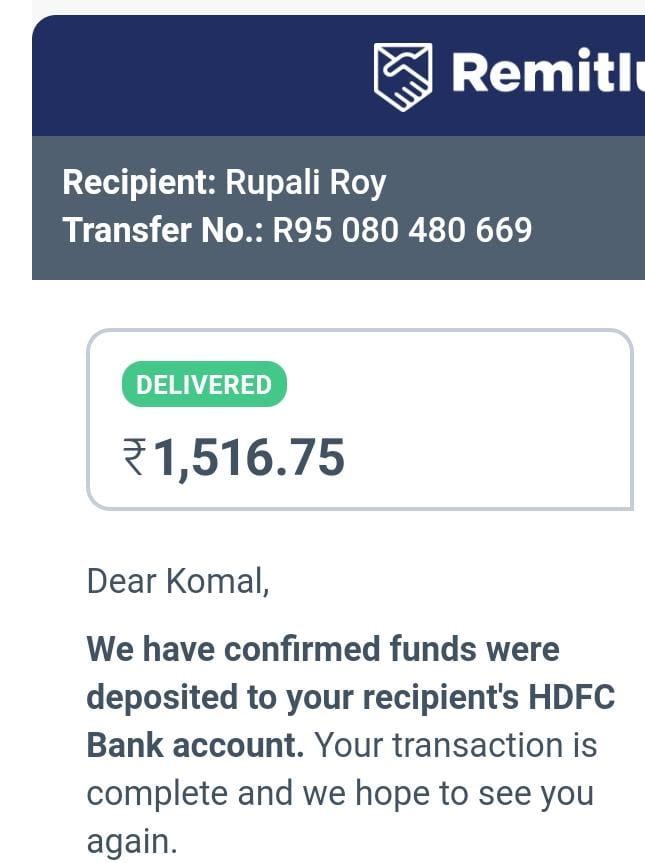 Remitl
Recipient: Rupali Roy
Transfer No.: R95 080 480 669
DELIVERED
₹1,516.75
Dear Komal,
We have confirmed funds were
deposited to your recipient's HDFC
Bank account. Your transaction is
complete and we hope to see you
again.